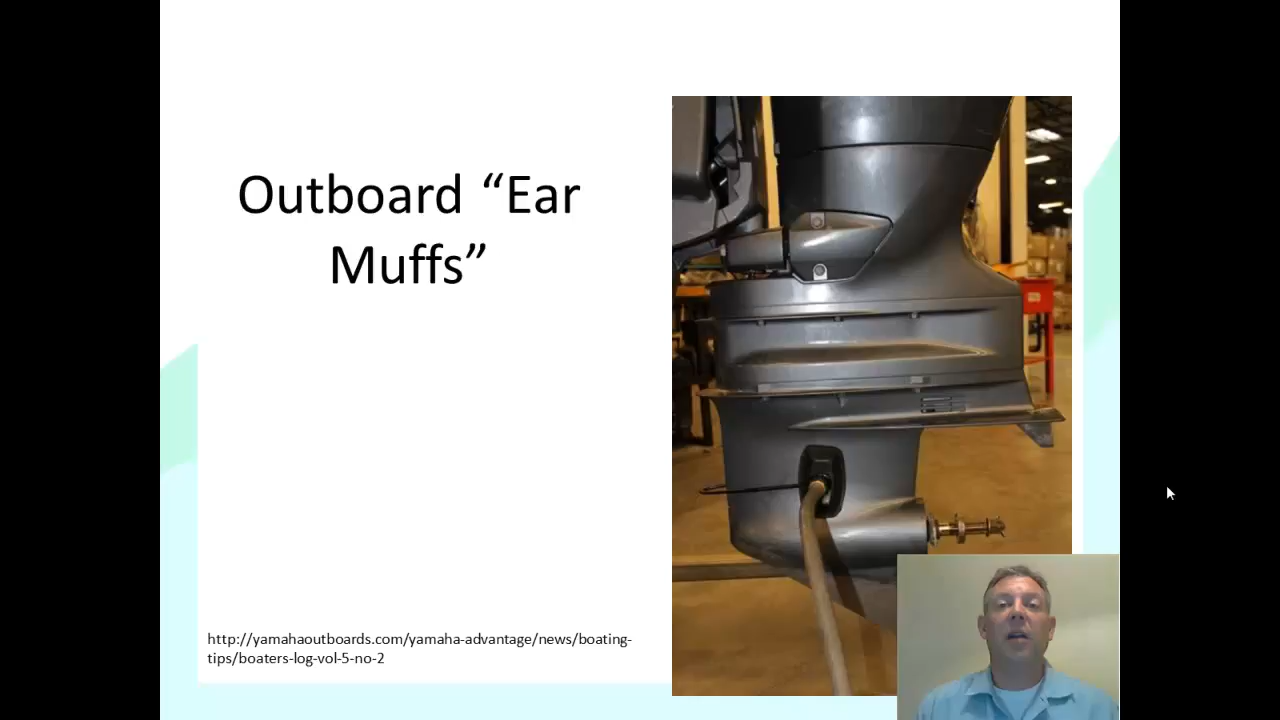 Outboard “Ear
Muffs”
http://yamahaoutboards.com/yamaha-advantage/news/boating-
tips/boaters-log-vol-5-no-2